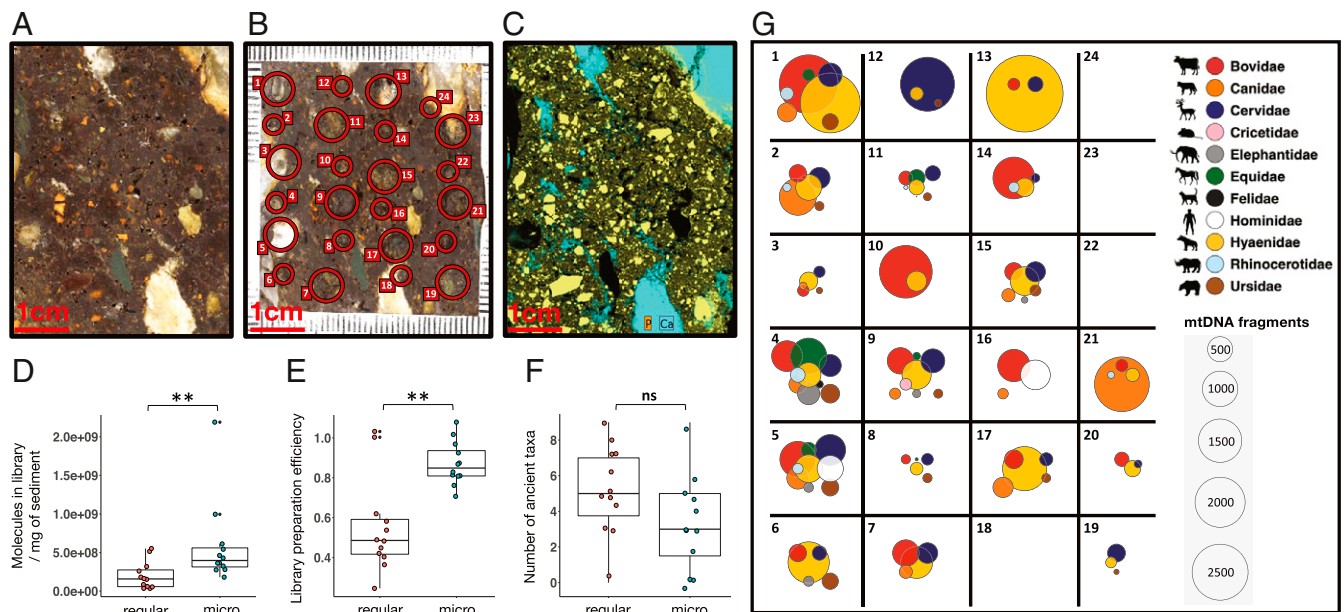 A
B
C
G
1
2
3
4
5
6
7
8
9
10
11
12
13
14
15
16
17
18
19
20
21
22
23
24
1cm
1cm
1cm
P Ca
D
E
F
Molecules in library
/ mg of sediment
2.0e+09
1.5e+09
1.0e+09
5.0e+08
0.0e+00
**
regular micro
Library preparation efficiency
1.0
0.8
0.6
0.4
**
regular micro
Number of ancient taxa
8
6
4
2
0
ns
regular micro
1 12 13 24
2 11 14 23
3 10 15 22
4 9 16 21
5 8 17 20
6 7 18 19
Bovidae
Canidae
Cervidae
Cricetidae
Elephantidae
Equidae
Felidae
Hominidae
Hyaenidae
Rhinocerotidae
Ursidae
mtDNA fragments
500
1000
1500
2000
2500